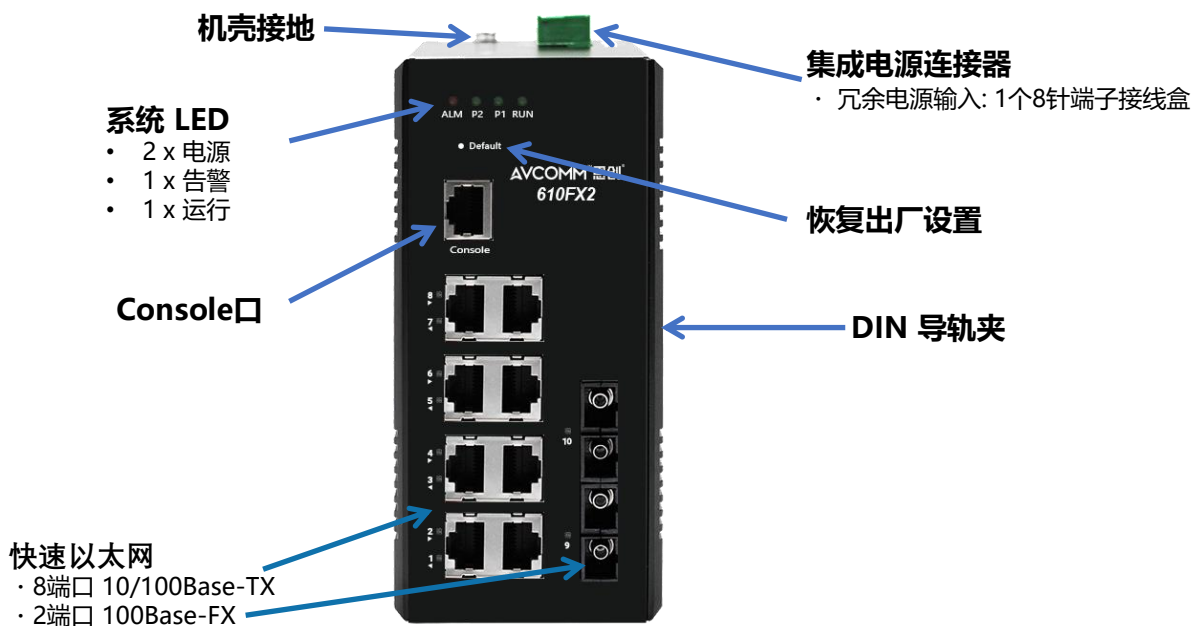 机壳接地
集成电源连接器
· 冗余电源输入: 1个8针端子接线盒
系统 LED
• 2 x 电源
• 1 x 告警
• 1 x 运行
ALM P2 P1 RUN
Default
AVCOMM
610FX2
恢复出厂设置
Console
Console口
DIN 导轨夹
8
7
6
5
4
3
2
1
10
9
快速以太网
· 8端口 10/100Base-TX
· 2端口 100Base-FX